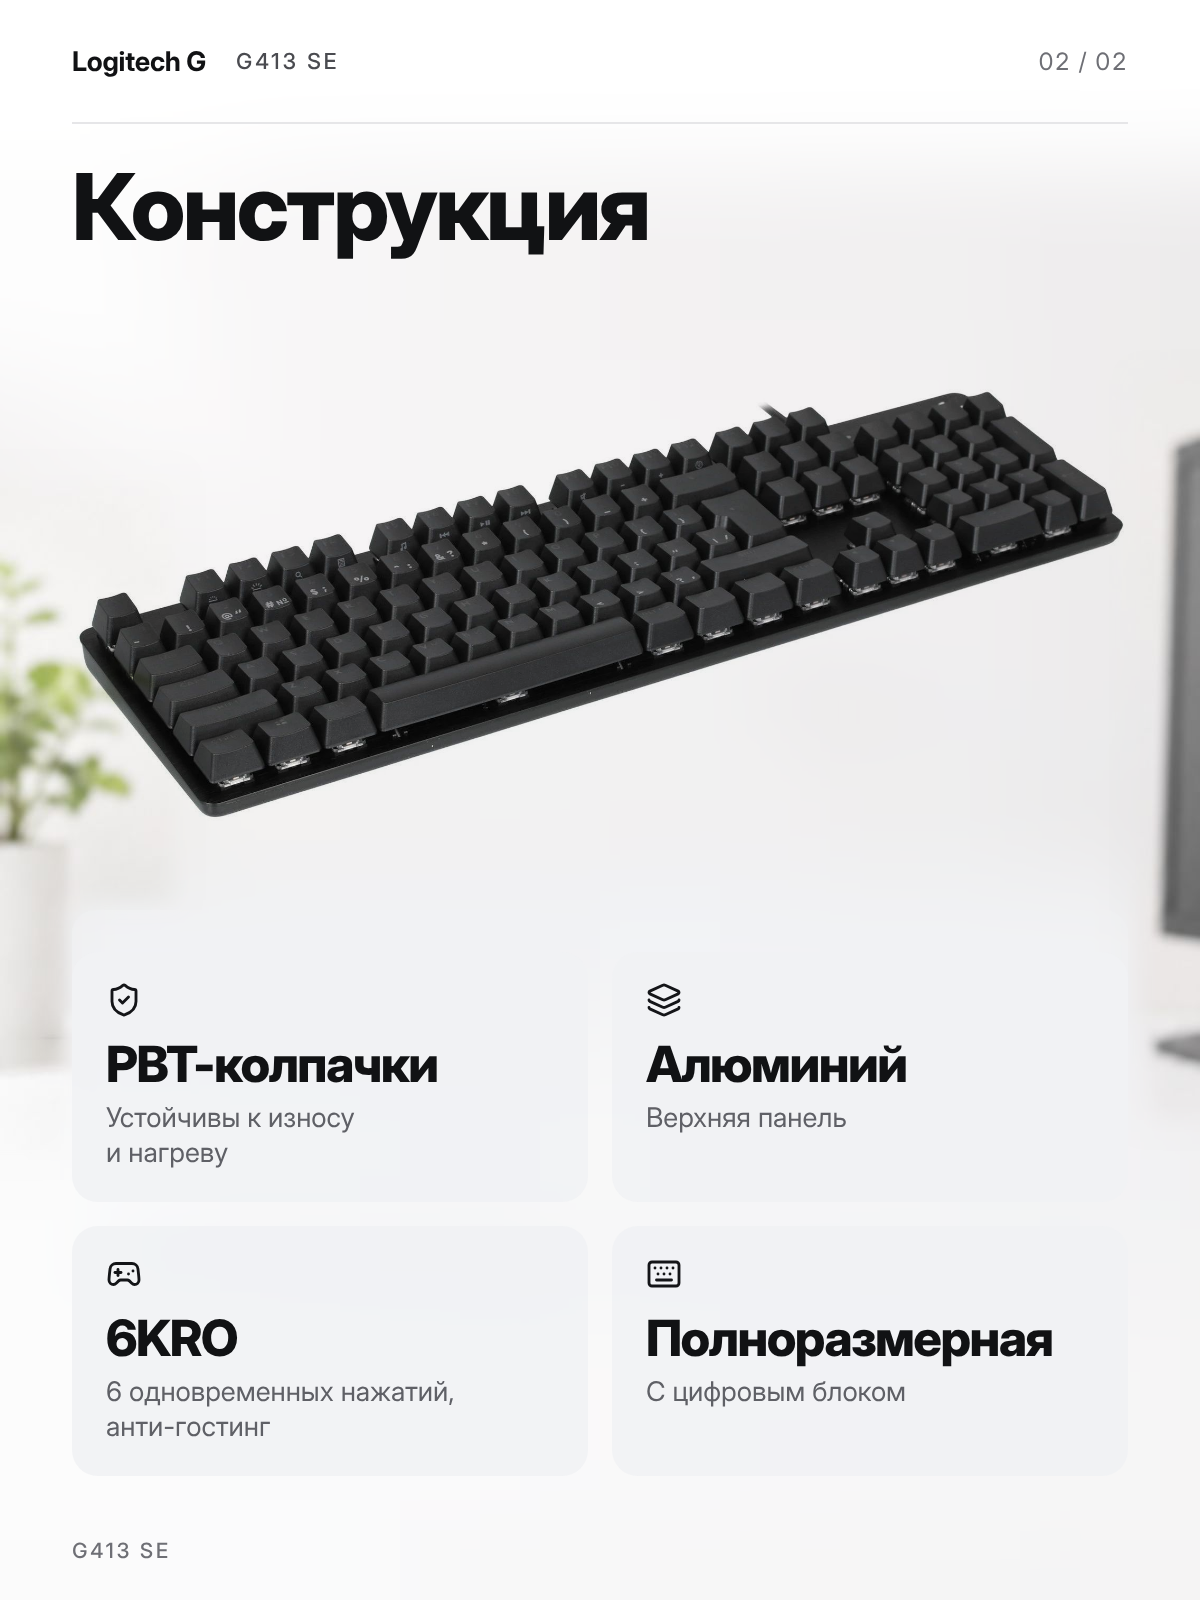 Logitech G G413 SE 02 / 02
Конструкция
PBT-колпачки
Устойчивы к износу
и нагреву
Алюминий
Верхняя панель
6KRO
6 одновременных нажатий,
анти-гостинг
Полноразмерная
С цифровым блоком
G413 SE